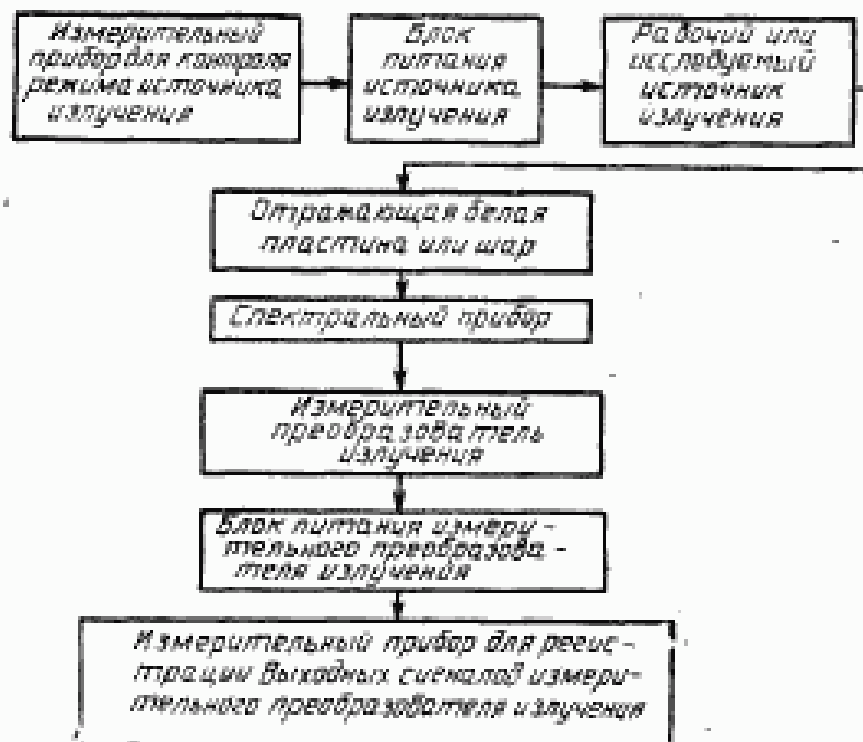 Измерительный
прибор для контроля
режима источника
излучения
Блок
питания
источника
излучения
Рабочий или
исследуемый
источник
излучения
Отражающая белая
пластина или шар
Спектральный прибор
Измерительный
преобразователь
излучения
Блок питания измери-
тельного преобразова-
теля излучения
Измерительный прибор для регис-
трации выходных сигналов измери-
тельного преобразователя излучения